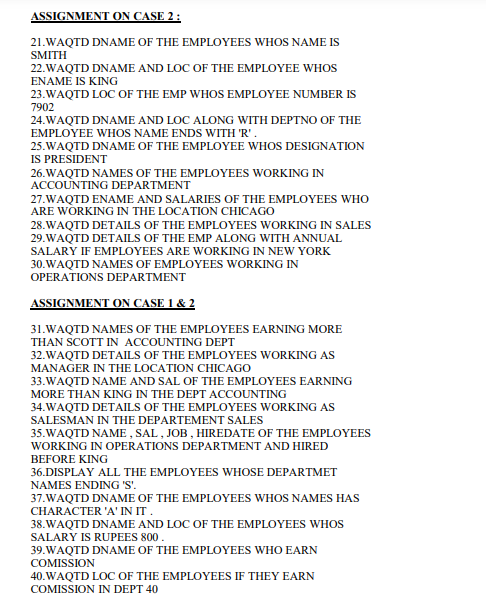 ASSIGNMENT ON CASE 2 :
21.WAQTD DNAME OF THE EMPLOYEES WHOS NAME IS
SMITH
22.WAQTD DNAME AND LOC OF THE EMPLOYEE WHOS
ENAME IS KING
23.WAQTD LOC OF THE EMP WHOS EMPLOYEE NUMBER IS
7902
24.WAQTD DNAME AND LOC ALONG WITH DEPTNO OF THE
EMPLOYEE WHOS NAME ENDS WITH 'R' .
25.WAQTD DNAME OF THE EMPLOYEE WHOS DESIGNATION
IS PRESIDENT
26.WAQTD NAMES OF THE EMPLOYEES WORKING IN
ACCOUNTING DEPARTMENT
27.WAQTD ENAME AND SALARIES OF THE EMPLOYEES WHO
ARE WORKING IN THE LOCATION CHICAGO
28.WAQTD DETAILS OF THE EMPLOYEES WORKING IN SALES
29.WAQTD DETAILS OF THE EMP ALONG WITH ANNUAL
SALARY IF EMPLOYEES ARE WORKING IN NEW YORK
30.WAQTD NAMES OF EMPLOYEES WORKING IN
OPERATIONS DEPARTMENT
ASSIGNMENT ON CASE 1 & 2
31.WAQTD NAMES OF THE EMPLOYEES EARNING MORE
THAN SCOTT IN ACCOUNTING DEPT
32.WAQTD DETAILS OF THE EMPLOYEES WORKING AS
MANAGER IN THE LOCATION CHICAGO
33.WAQTD NAME AND SAL OF THE EMPLOYEES EARNING
MORE THAN KING IN THE DEPT ACCOUNTING
34.WAQTD DETAILS OF THE EMPLOYEES WORKING AS
SALESMAN IN THE DEPARTEMENT SALES
35.WAQTD NAME , SAL , JOB , HIREDATE OF THE EMPLOYEES
WORKING IN OPERATIONS DEPARTMENT AND HIRED
BEFORE KING
36.DISPLAY ALL THE EMPLOYEES WHOSE DEPARTMET
NAMES ENDING 'S'.
37.WAQTD DNAME OF THE EMPLOYEES WHOS NAMES HAS
CHARACTER 'A' IN IT .
38.WAQTD DNAME AND LOC OF THE EMPLOYEES WHOS
SALARY IS RUPEES 800 .
39.WAQTD DNAME OF THE EMPLOYEES WHO EARN
COMISSION
40.WAQTD LOC OF THE EMPLOYEES IF THEY EARN
COMISSION IN DEPT 40